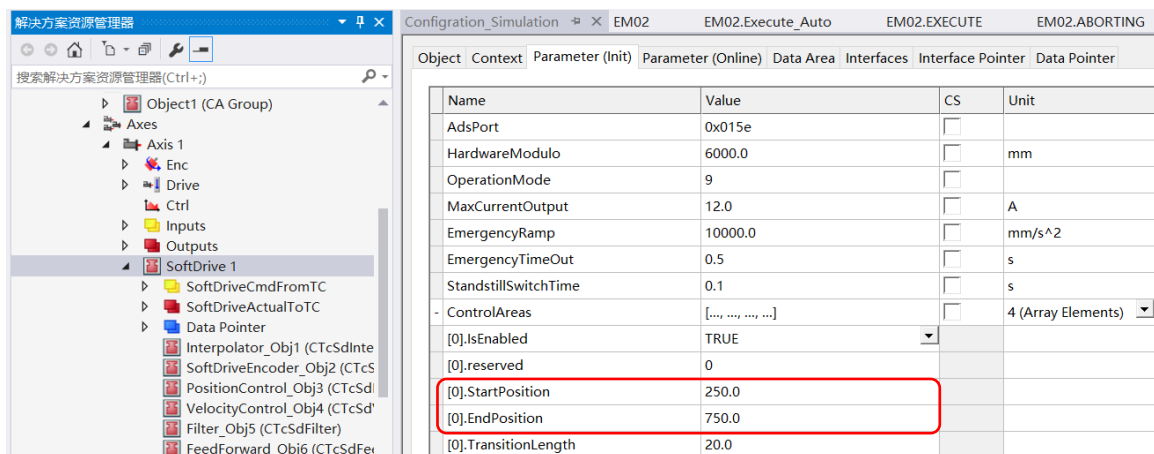 解决方案资源管理器
搜索解决方案资源管理器(Ctrl+;)
Object1 (CA Group)
Axes
Axis 1
Enc
Drive
Ctrl
Inputs
Outputs
SoftDrive 1
SoftDriveCmdFromTC
SoftDriveActualToTC
Data Pointer
Interpolator_Obj1 (CTcSdInte
SoftDriveEncoder_Obj2 (CTcS
PositionControl_Obj3 (CTcSdI
VelocityControl_Obj4 (CTcSd
Filter_Obj5 (CTcSdFilter)
FeedForward_Obj6 (CTcSdFee
Configration_Simulation EM02 EM02.Execute_Auto EM02.EXECUTE EM02.ABORTING
Object Context Parameter (Init) Parameter (Online) Data Area Interfaces Interface Pointer Data Pointer
Name Value CS Unit
AdsPort 0x015e
HardwareModulo 6000.0 mm
OperationMode 9
MaxCurrentOutput 12.0 A
EmergencyRamp 10000.0 mm/s^2
EmergencyTimeOut 0.5 s
StandstillSwitchTime 0.1 s
- ControlAreas [..., ..., ..., ...] 4 (Array Elements)
[0].IsEnabled TRUE
[0].reserved 0
[0].StartPosition 250.0
[0].EndPosition 750.0
[0].TransitionLength 20.0